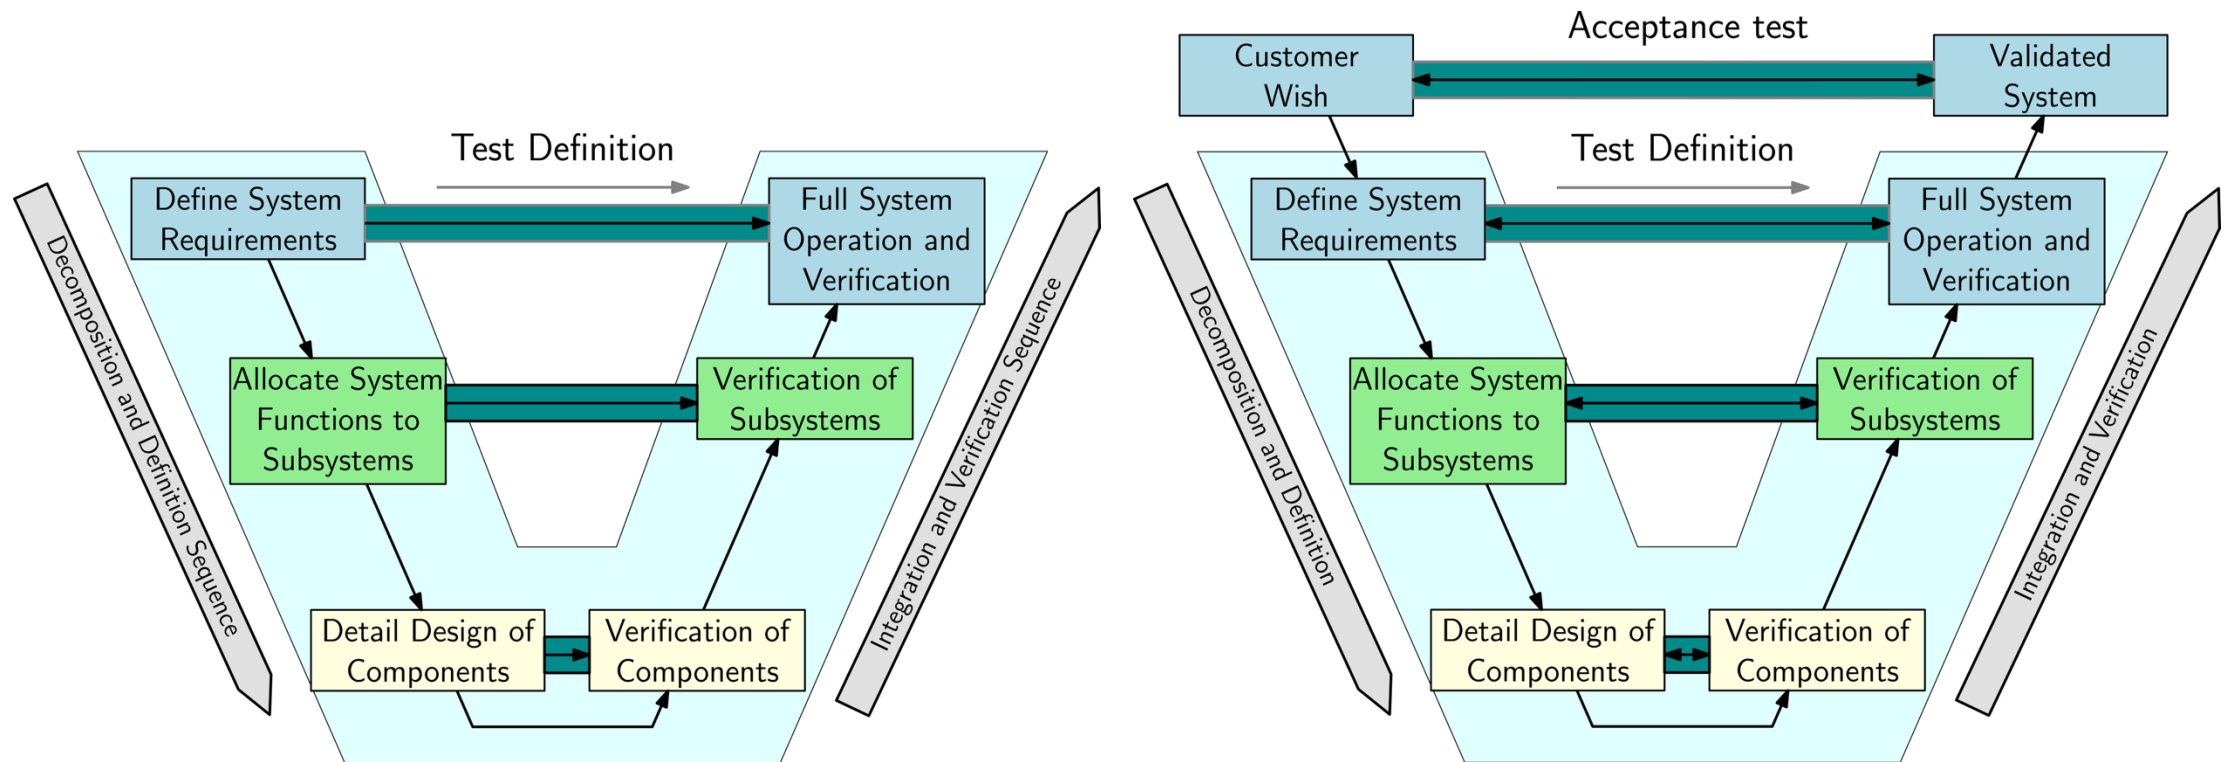 Test Definition
Define System
Requirements
Full System
Operation and
Verification
Decomposition and Definition Sequence
Allocate System
Functions to
Subsystems
Verification of
Subsystems
Integration and Verification Sequence
Detail Design of
Components
Verification of
Components
Acceptance test
Customer
Wish
Validated
System
Test Definition
Define System
Requirements
Full System
Operation and
Verification
Decomposition and Definition
Allocate System
Functions to
Subsystems
Verification of
Subsystems
Integration and Verification
Detail Design of
Components
Verification of
Components